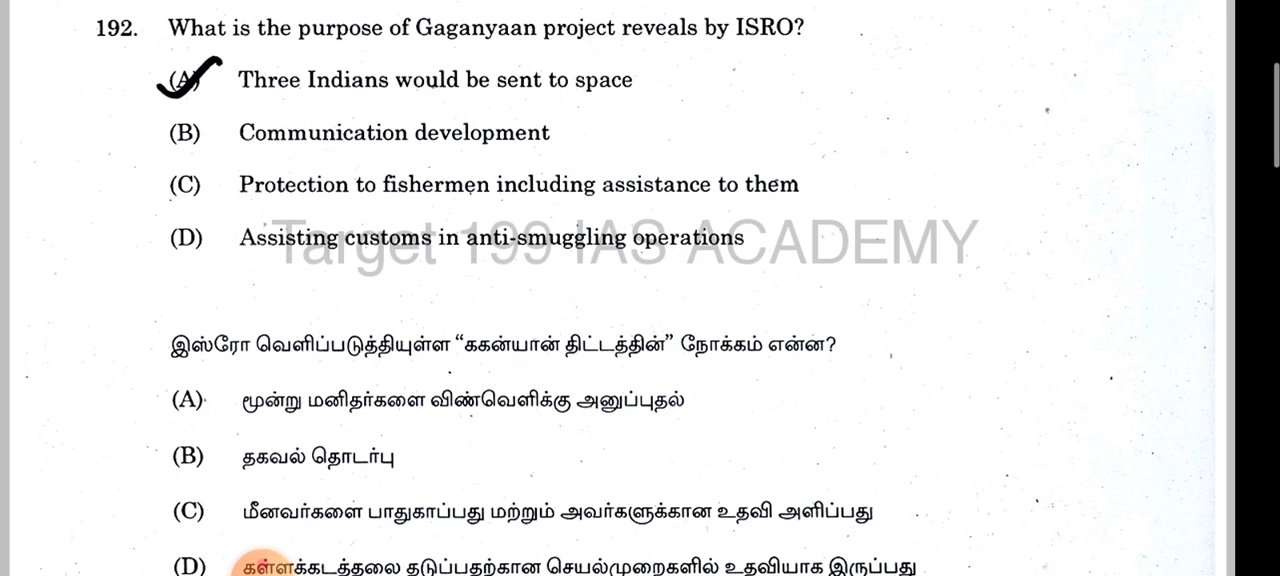 192. What is the purpose of Gaganyaan project reveals by ISRO?
(A) Three Indians would be sent to space
(B) Communication development
(C) Protection to fishermen including assistance to them
(D) Assisting customs in anti-smuggling operations
Target 199 IAS ACADEMY
இஸ்ரோ வெளிப்படுத்தியுள்ள “ககன்யான் திட்டத்தின்” நோக்கம் என்ன?
(A) மூன்று மனிதர்களை விண்வெளிக்கு அனுப்புதல்
(B) தகவல் தொடர்பு
(C) மீனவர்களை பாதுகாப்பது மற்றும் அவர்களுக்கான உதவி அளிப்பது
(D) கள்ளக்கடத்தலை தடுப்பதற்கான செயல்முறைகளில் உதவியாக இருப்பது